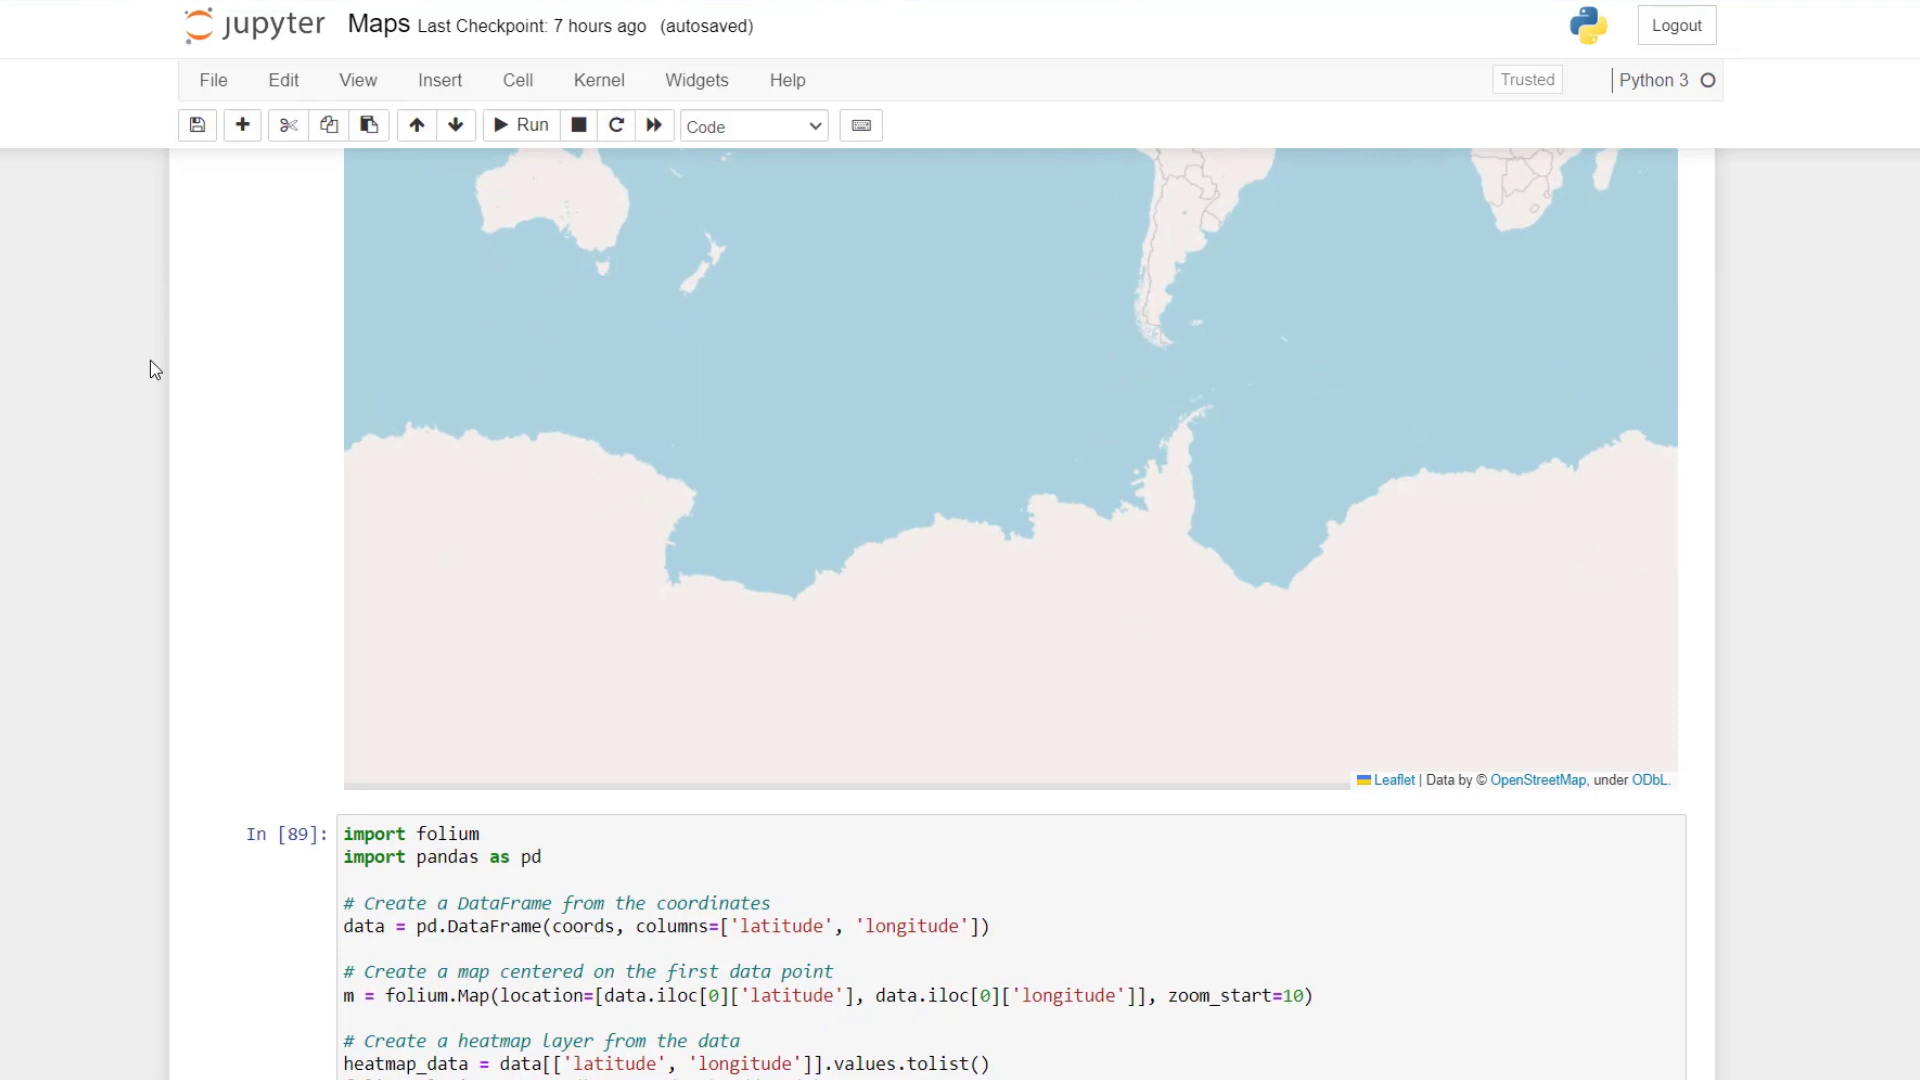 jupyter Maps Last Checkpoint: 7 hours ago (autosaved) Logout
File Edit View Insert Cell Kernel Widgets Help Trusted Python 3
Run Code
Leaflet | Data by © OpenStreetMap, under ODbL.
In [89]: import folium
import pandas as pd
# Create a DataFrame from the coordinates
data = pd.DataFrame(coords, columns=['latitude', 'longitude'])
# Create a map centered on the first data point
m = folium.Map(location=[data.iloc[0]['latitude'], data.iloc[0]['longitude']], zoom_start=10)
# Create a heatmap layer from the data
heatmap_data = data[['latitude', 'longitude']].values.tolist()